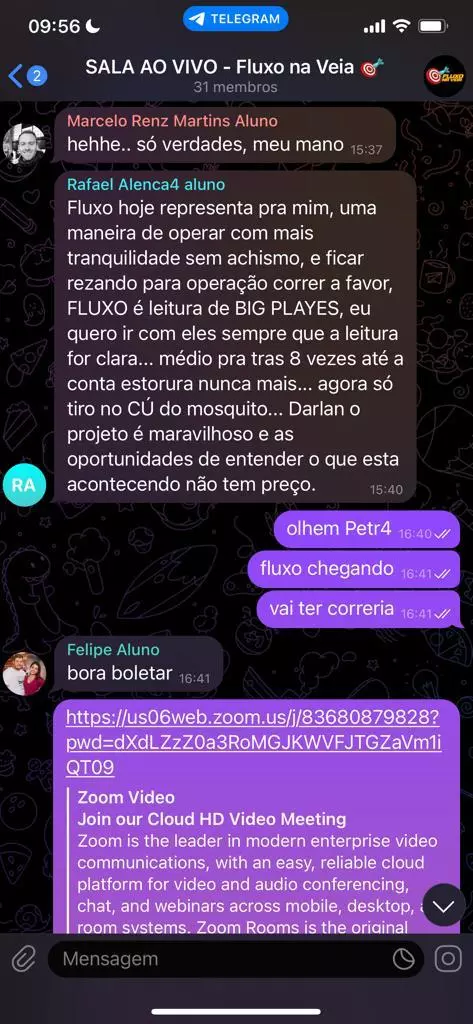 09:56
TELEGRAM
2
SALA AO VIVO - Fluxo na Veia
31 membros
Marcelo Renz Martins Aluno
hehhe.. só verdades, meu mano 15:37
Rafael Alenca4 aluno
Fluxo hoje representa pra mim, uma
maneira de operar com mais
tranquilidade sem achismo, e ficar
rezando para operação correr a favor,
FLUXO é leitura de BIG PLAYES, eu
quero ir com eles sempre que a leitura
for clara... médio pra tras 8 vezes até a
conta estorura nunca mais... agora só
tiro no CÚ do mosquito... Darlan o
projeto é maravilhoso e as
oportunidades de entender o que esta
acontecendo não tem preço.
15:40
RA
olhem Petr4 16:40
fluxo chegando 16:41
vai ter correria 16:41
Felipe Aluno
bora boletar 16:41
https://us06web.zoom.us/j/83680879828?
pwd=dXdLZzZ0a3RoMGJKWVFJTGZaVm1i
QT09
Zoom Video
Join our Cloud HD Video Meeting
Zoom is the leader in modern enterprise video
communications, with an easy, reliable cloud
platform for video and audio conferencing,
chat, and webinars across mobile, desktop,
room systems. Zoom Rooms is the original
Mensagem